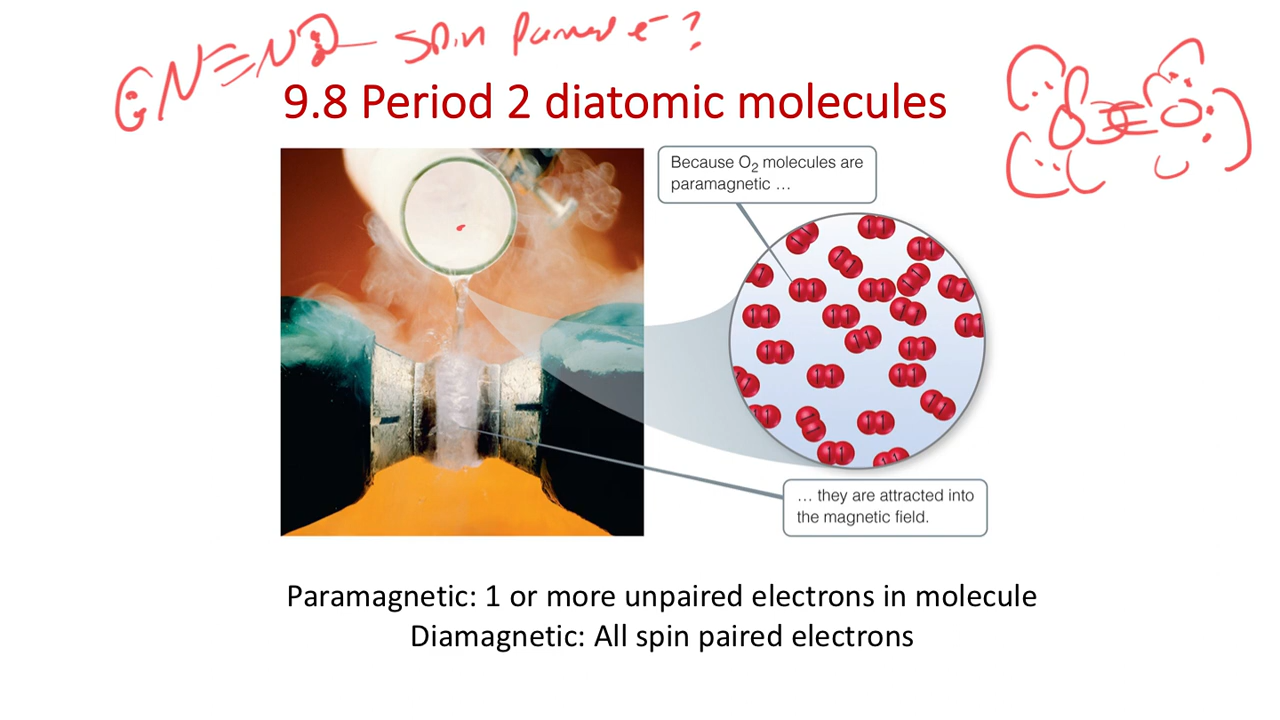 :N≡N: - spin paired e⁻?
9.8 Period 2 diatomic molecules
O=O:
Because O₂ molecules are
paramagnetic …
… they are attracted into
the magnetic field.
Paramagnetic: 1 or more unpaired electrons in molecule
Diamagnetic: All spin paired electrons